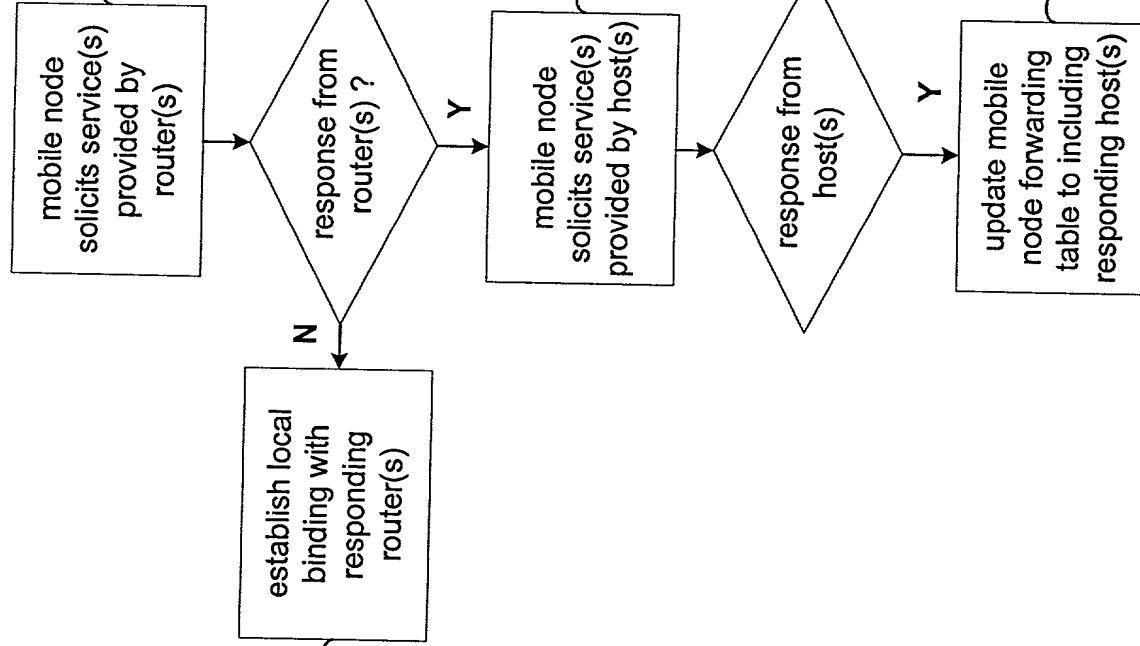 mobile node
solicits service(s)
provided by
router(s)
response from
router(s) ?
N
Y
establish local
binding with
responding
router(s)
mobile node
solicits service(s)
provided by host(s)
response from
host(s)
Y
update mobile
node forwarding
table to including
responding host(s)